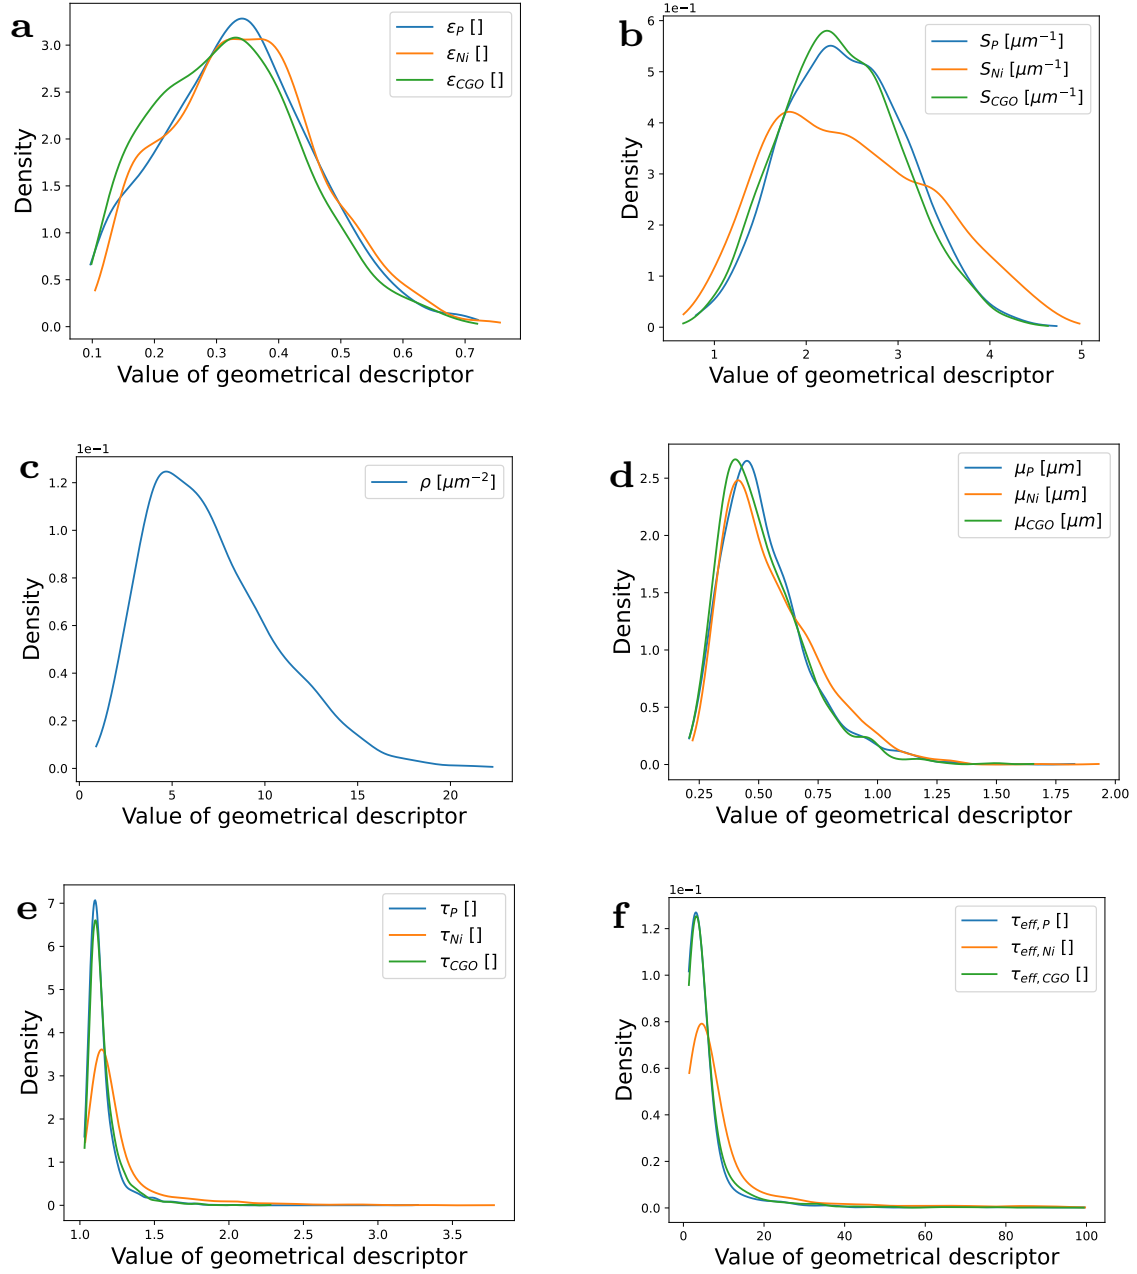 a
ε_P []
ε_Ni []
ε_CGO []
3.0
2.5
2.0
1.5
1.0
0.5
0.0
Density
0.1 0.2 0.3 0.4 0.5 0.6 0.7
Value of geometrical descriptor
b
1e−1
S_P [μm⁻¹]
S_Ni [μm⁻¹]
S_CGO [μm⁻¹]
6
5
4
3
2
1
0
Density
1 2 3 4 5
Value of geometrical descriptor
c
1e−1
ρ [μm⁻²]
1.2
1.0
0.8
0.6
0.4
0.2
0.0
Density
0 5 10 15 20
Value of geometrical descriptor
d
μ_P [μm]
μ_Ni [μm]
μ_CGO [μm]
2.5
2.0
1.5
1.0
0.5
0.0
Density
0.25 0.50 0.75 1.00 1.25 1.50 1.75 2.00
Value of geometrical descriptor
e
τ_P []
τ_Ni []
τ_CGO []
7
6
5
4
3
2
1
0
Density
1.0 1.5 2.0 2.5 3.0 3.5
Value of geometrical descriptor
f
1e−1
τ_eff,P []
τ_eff,Ni []
τ_eff,CGO []
1.2
1.0
0.8
0.6
0.4
0.2
0.0
Density
0 20 40 60 80 100
Value of geometrical descriptor